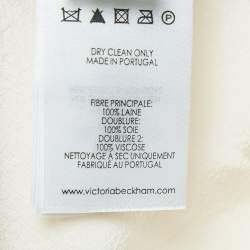 DRY CLEAN ONLY
MADE IN PORTUGAL
FIBRE PRINCIPALE:
100% LAINE
DOUBLURE:
100% SOIE
DOUBLURE 2:
100% VISCOSE
NETTOYAGE À SEC UNIQUEMENT
FABRIQUÉ AU PORTUGAL
www.victoriabeckham.com